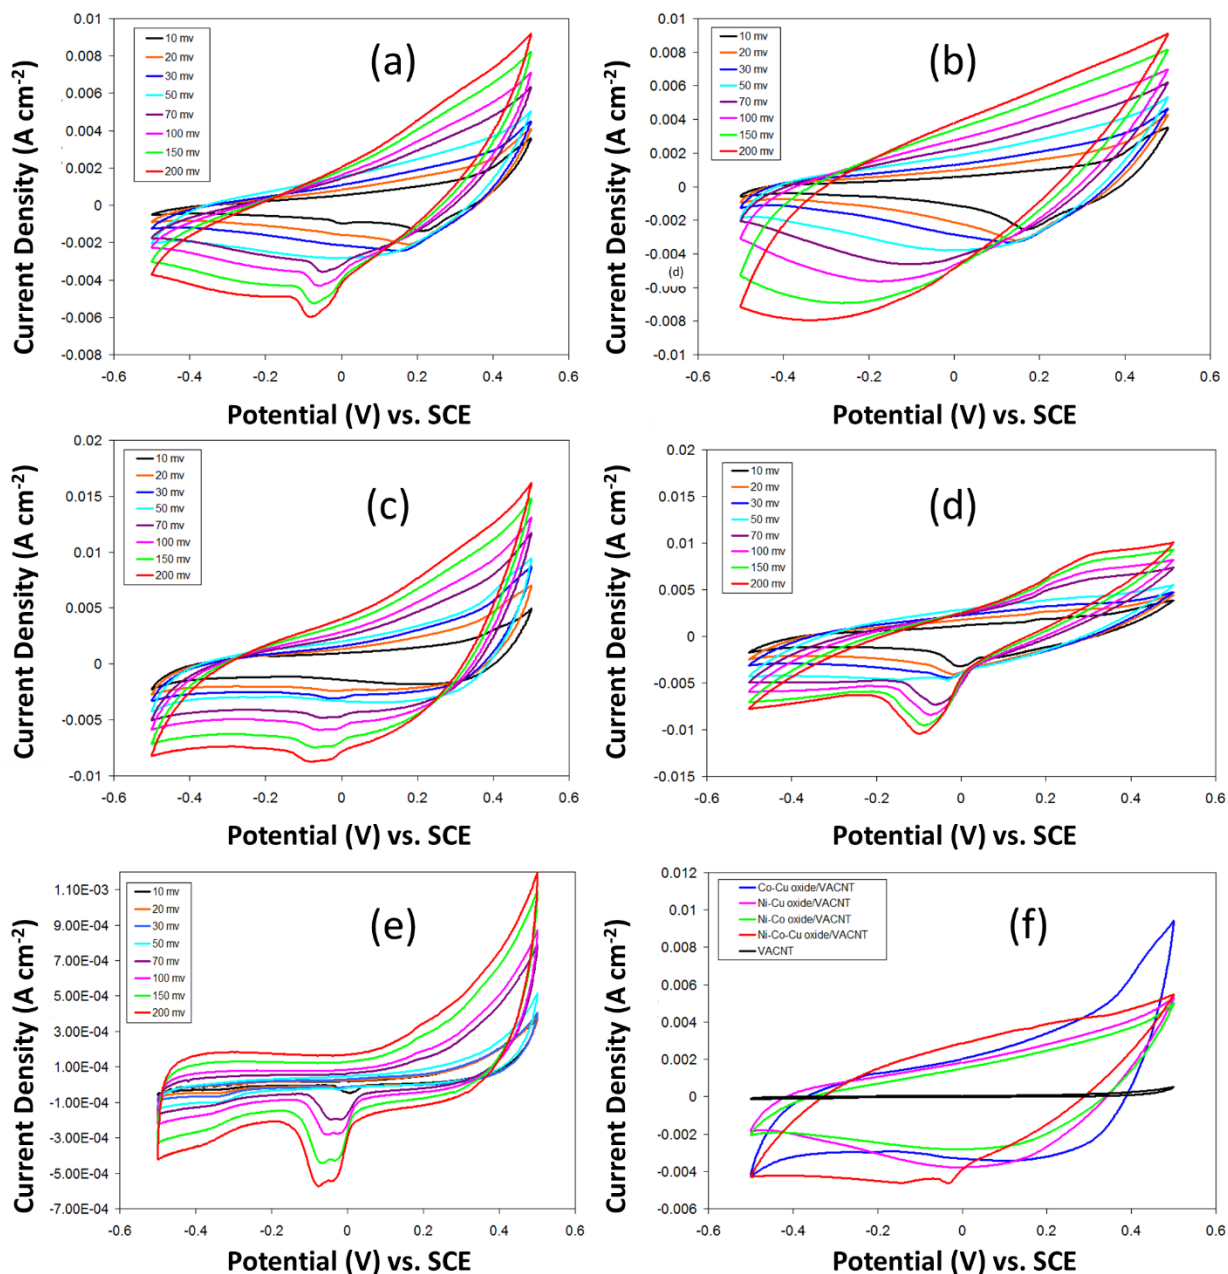 (a)
0.01
0.008
0.006
0.004
0.002
0
-0.002
-0.004
-0.006
-0.008
10 mv
20 mv
30 mv
50 mv
70 mv
100 mv
150 mv
200 mv
-0.6 -0.4 -0.2 0 0.2 0.4 0.6
Current Density (A cm-2)
Potential (V) vs. SCE
(b)
0.01
0.008
0.006
0.004
0.002
0
-0.002
-0.004
(d)
-0.006
-0.008
-0.01
10 mv
20 mv
30 mv
50 mv
70 mv
100 mv
150 mv
200 mv
-0.6 -0.4 -0.2 0 0.2 0.4 0.6
Current Density (A cm-2)
Potential (V) vs. SCE
(c)
0.02
0.015
0.01
0.005
0
-0.005
-0.01
10 mv
20 mv
30 mv
50 mv
70 mv
100 mv
150 mv
200 mv
-0.6 -0.4 -0.2 0 0.2 0.4 0.6
Current Density (A cm-2)
Potential (V) vs. SCE
(d)
0.02
0.015
0.01
0.005
0
-0.005
-0.01
-0.015
10 mv
20 mv
30 mv
50 mv
70 mv
100 mv
150 mv
200 mv
-0.6 -0.4 -0.2 0 0.2 0.4 0.6
Current Density (A cm-2)
Potential (V) vs. SCE
(e)
1.10E-03
9.00E-04
7.00E-04
5.00E-04
3.00E-04
1.00E-04
-1.00E-04
-3.00E-04
-5.00E-04
-7.00E-04
10 mv
20 mv
30 mv
50 mv
70 mv
100 mv
150 mv
200 mv
-0.6 -0.4 -0.2 0 0.2 0.4 0.6
Current Density (A cm-2)
Potential (V) vs. SCE
(f)
0.012
0.01
0.008
0.006
0.004
0.002
0
-0.002
-0.004
-0.006
Co-Cu oxide/VACNT
Ni-Cu oxide/VACNT
Ni-Co oxide/VACNT
Ni-Co-Cu oxide/VACNT
VACNT
-0.6 -0.4 -0.2 0 0.2 0.4 0.6
Current Density (A cm-2)
Potential (V) vs. SCE